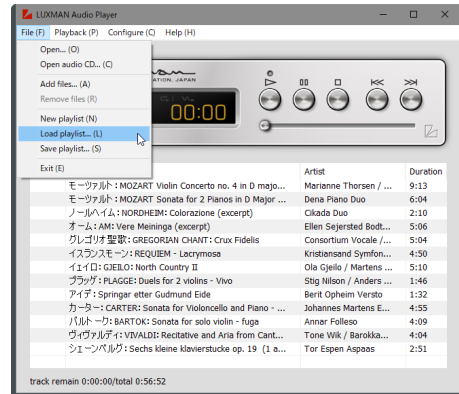 LUXMAN Audio Player
File (F) Playback (P) Configure (C) Help (H)
Open... (O)
Open audio CD... (C)
Add files... (A)
Remove files (R)
New playlist (N)
Load playlist... (L)
Save playlist... (S)
Exit (E)
ATION, JAPAN
00:00
Artist Duration
モーツァルト: MOZART Violin Concerto no. 4 in D majo... Marianne Thorsen / ... 9:13
モーツァルト: MOZART Sonata for 2 Pianos in D Major ... Dena Piano Duo 6:04
ノールヘイム: NORDHEIM: Colorazione (excerpt) Cikada Duo 2:10
オーム: AM: Vere Meininga (excerpt) Ellen Sejersted Bodt... 5:06
グレゴリオ聖歌: GREGORIAN CHANT: Crux Fidelis Consortium Vocale /... 5:04
イスランスモーン: REQUIEM - Lacrymosa Kristiansand Symfon... 4:50
イェイロ: GJEILO: North Country II Ola Gjeilo / Martens ... 5:10
プラッゲ: PLAGGE: Duels for 2 violins - Vivo Stig Nilson / Anders ... 1:46
アイデ: Springar etter Gudmund Eide Berit Opheim Versto 1:32
カーター: CARTER: Sonata for Violoncello and Piano - ... Johannes Martens E... 4:55
バルトーク: BARTOK: Sonata for solo violin - fuga Annar Folleso 4:09
ヴィヴァルディ: VIVALDI: Recitative and Aria from Cant... Tone Wik / Barokka... 4:04
シェーンベルグ: Sechs kleine klavierstucke op. 19 (1 a... Tor Espen Aspaas 2:51
track remain 0:00:00/total 0:56:52